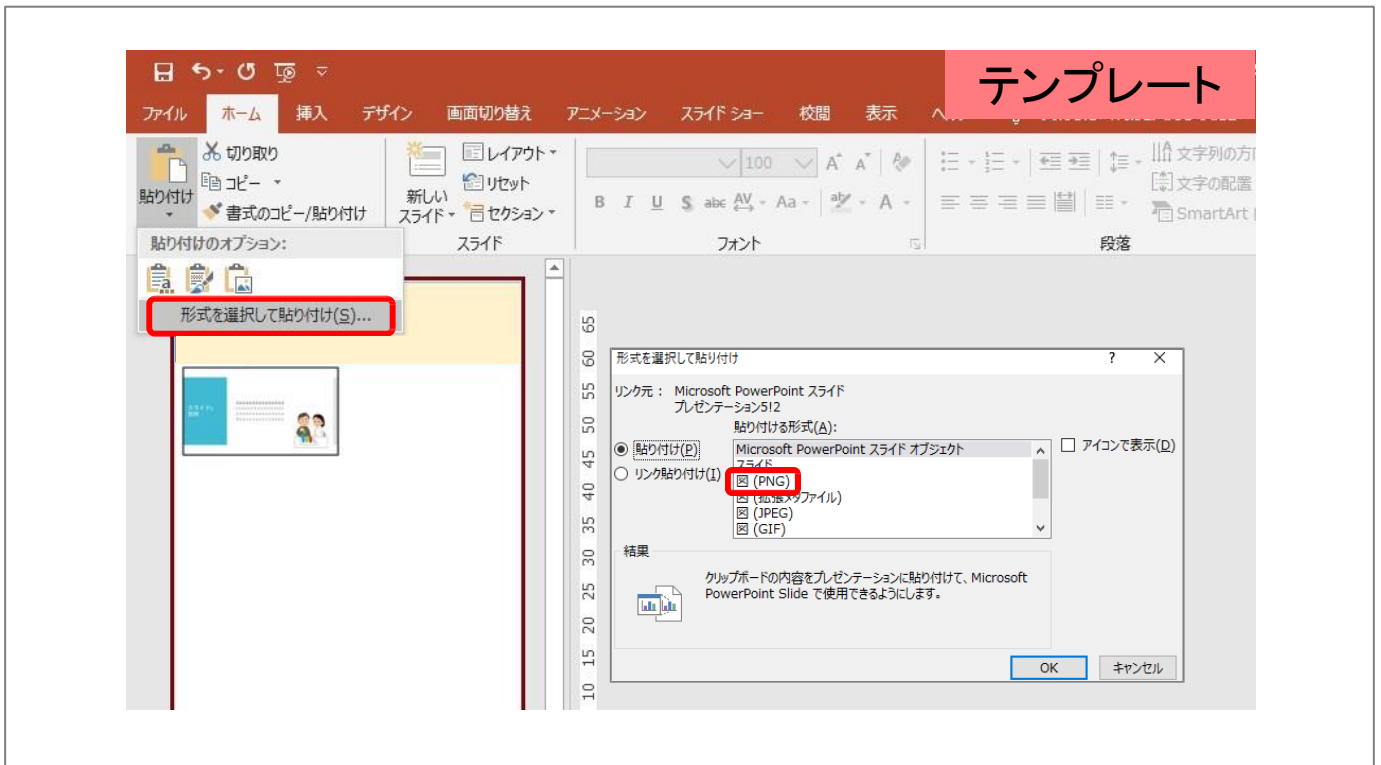 テンプレート
ファイル ホーム 挿入 デザイン 画面切り替え アニメーション スライド ショー 校閲 表示
貼り付け
切り取り
コピー
書式のコピー/貼り付け
新しい
スライド
レイアウト
リセット
セクション
スライド
100
B I U S abc AV Aa A
フォント
文字列の方
文字の配置
SmartArt
段落
貼り付けのオプション:
形式を選択して貼り付け(S)...
65
60
55
50
45
40
35
30
25
20
15
10
形式を選択して貼り付け ? ×
リンク元: Microsoft PowerPoint スライド
プレゼンテーション5!2
貼り付ける形式(A):
貼り付け(P)
リンク貼り付け(I)
Microsoft PowerPoint スライド オブジェクト
スライド
図 (PNG)
図 (拡張メタファイル)
図 (JPEG)
図 (GIF)
アイコンで表示(D)
結果
クリップボードの内容をプレゼンテーションに貼り付けて、Microsoft
PowerPoint Slide で使用できるようにします。
OK キャンセル